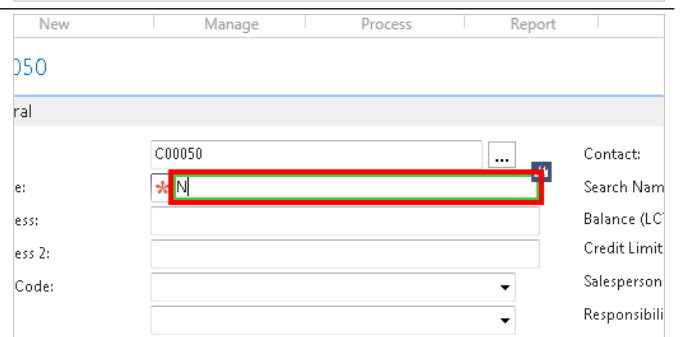 New Manage Process Report
050
ral
C00050 ... Contact:
e: * N Search Nam
ess: Balance (LC
ess 2: Credit Limit
Code: Salesperson
Responsibili